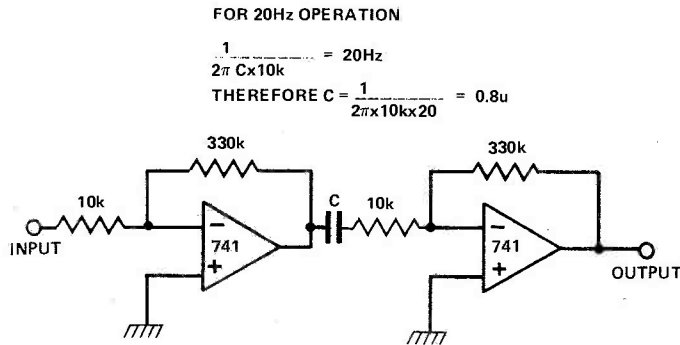 FOR 20Hz OPERATION
1
2π Cx10k = 20Hz
THEREFORE C = 1
2πx10kx20 = 0.8u
330k
330k
10k
C
10k
−
−
741
741
+
+
INPUT
OUTPUT